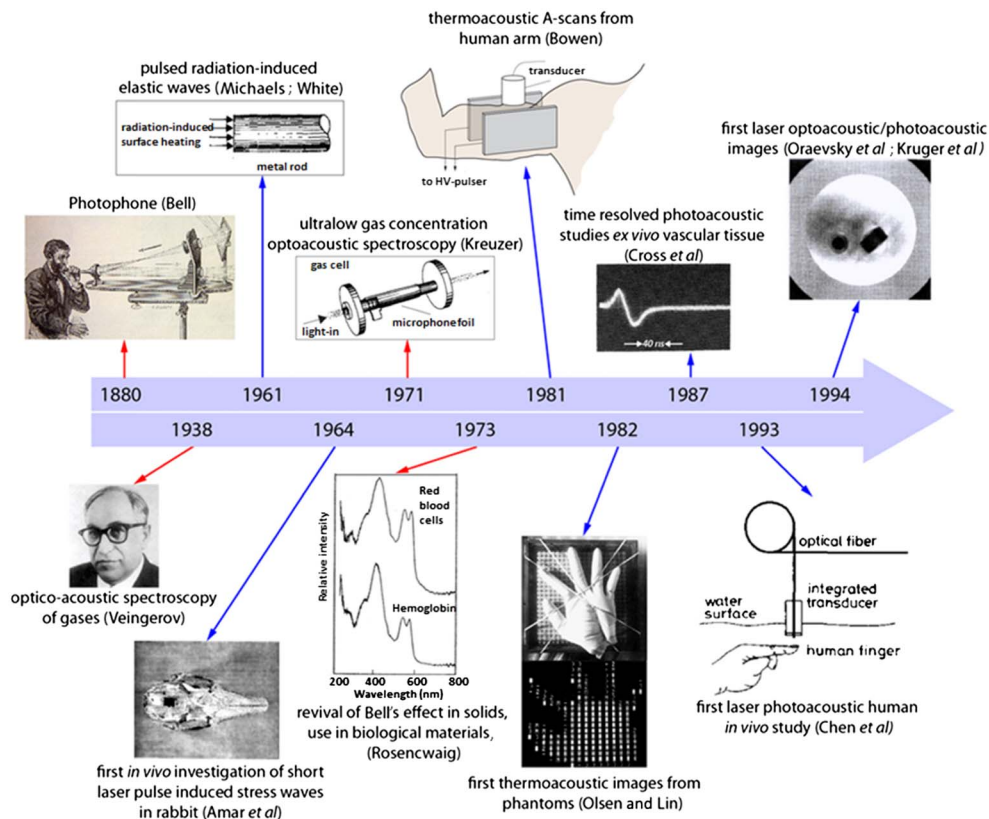 thermoacoustic A-scans from
human arm (Bowen)
transducer
to HV-pulser
pulsed radiation-induced
elastic waves (Michaels ; White)
radiation-induced
surface heating
metal rod
first laser optoacoustic/photoacoustic
images (Oraevsky et al ; Kruger et al )
Photophone (Bell)
ultralow gas concentration
optoacoustic spectroscopy (Kreuzer)
gas cell
light-in
microphonefoil
time resolved photoacoustic
studies ex vivo vascular tissue
(Cross et al)
40 ns
1880
1961
1971
1981
1987
1994
1938
1964
1973
1982
1993
optico-acoustic spectroscopy
of gases (Veingerov)
first in vivo investigation of short
laser pulse induced stress waves
in rabbit (Amar et al)
Relative intensity
Red
blood
cells
Hemoglobin
200 400 600 800
Wavelength (nm)
revival of Bell's effect in solids,
use in biological materials,
(Rosencwaig)
first thermoacoustic images from
phantoms (Olsen and Lin)
optical fiber
integrated
transducer
water
surface
human finger
first laser photoacoustic human
in vivo study (Chen et al)